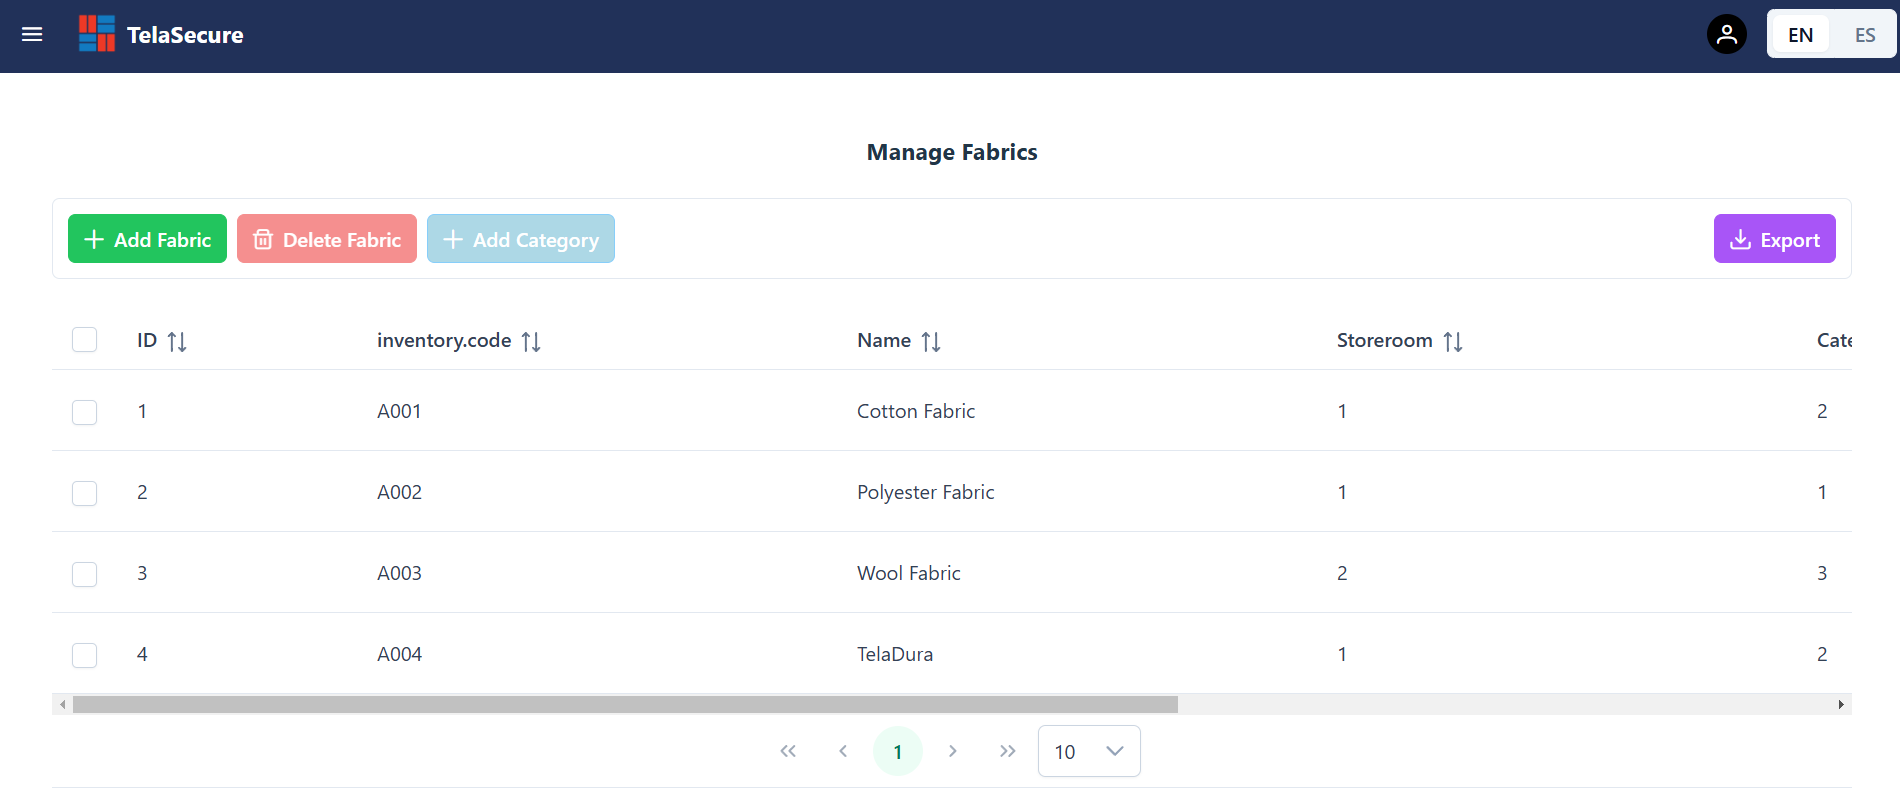 TelaSecure
EN ES
Manage Fabrics
Add Fabric Delete Fabric Add Category Export
ID inventory.code Name Storeroom Cate
1 A001 Cotton Fabric 1 2
2 A002 Polyester Fabric 1 1
3 A003 Wool Fabric 2 3
4 A004 TelaDura 1 2
1 10